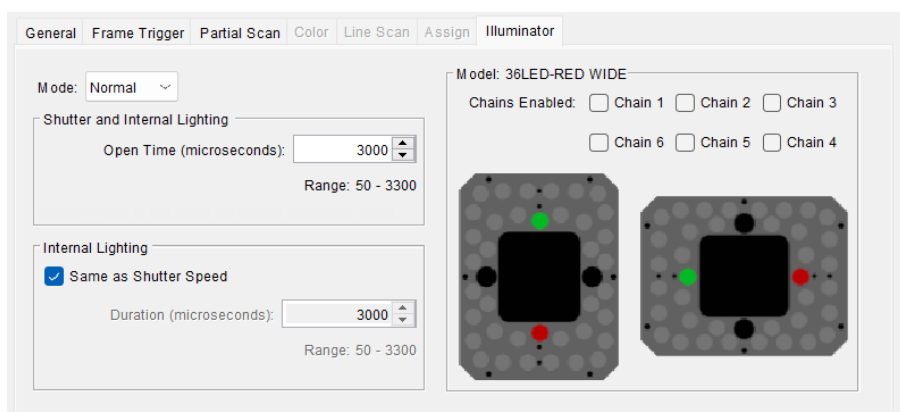 General Frame Trigger Partial Scan Color Line Scan Assign Illuminator
Mode: Normal
Shutter and Internal Lighting
Open Time (microseconds): 3000
Range: 50 - 3300
Internal Lighting
Same as Shutter Speed
Duration (microseconds): 3000
Range: 50 - 3300
Model: 36LED-RED WIDE
Chains Enabled: Chain 1 Chain 2 Chain 3
Chain 6 Chain 5 Chain 4